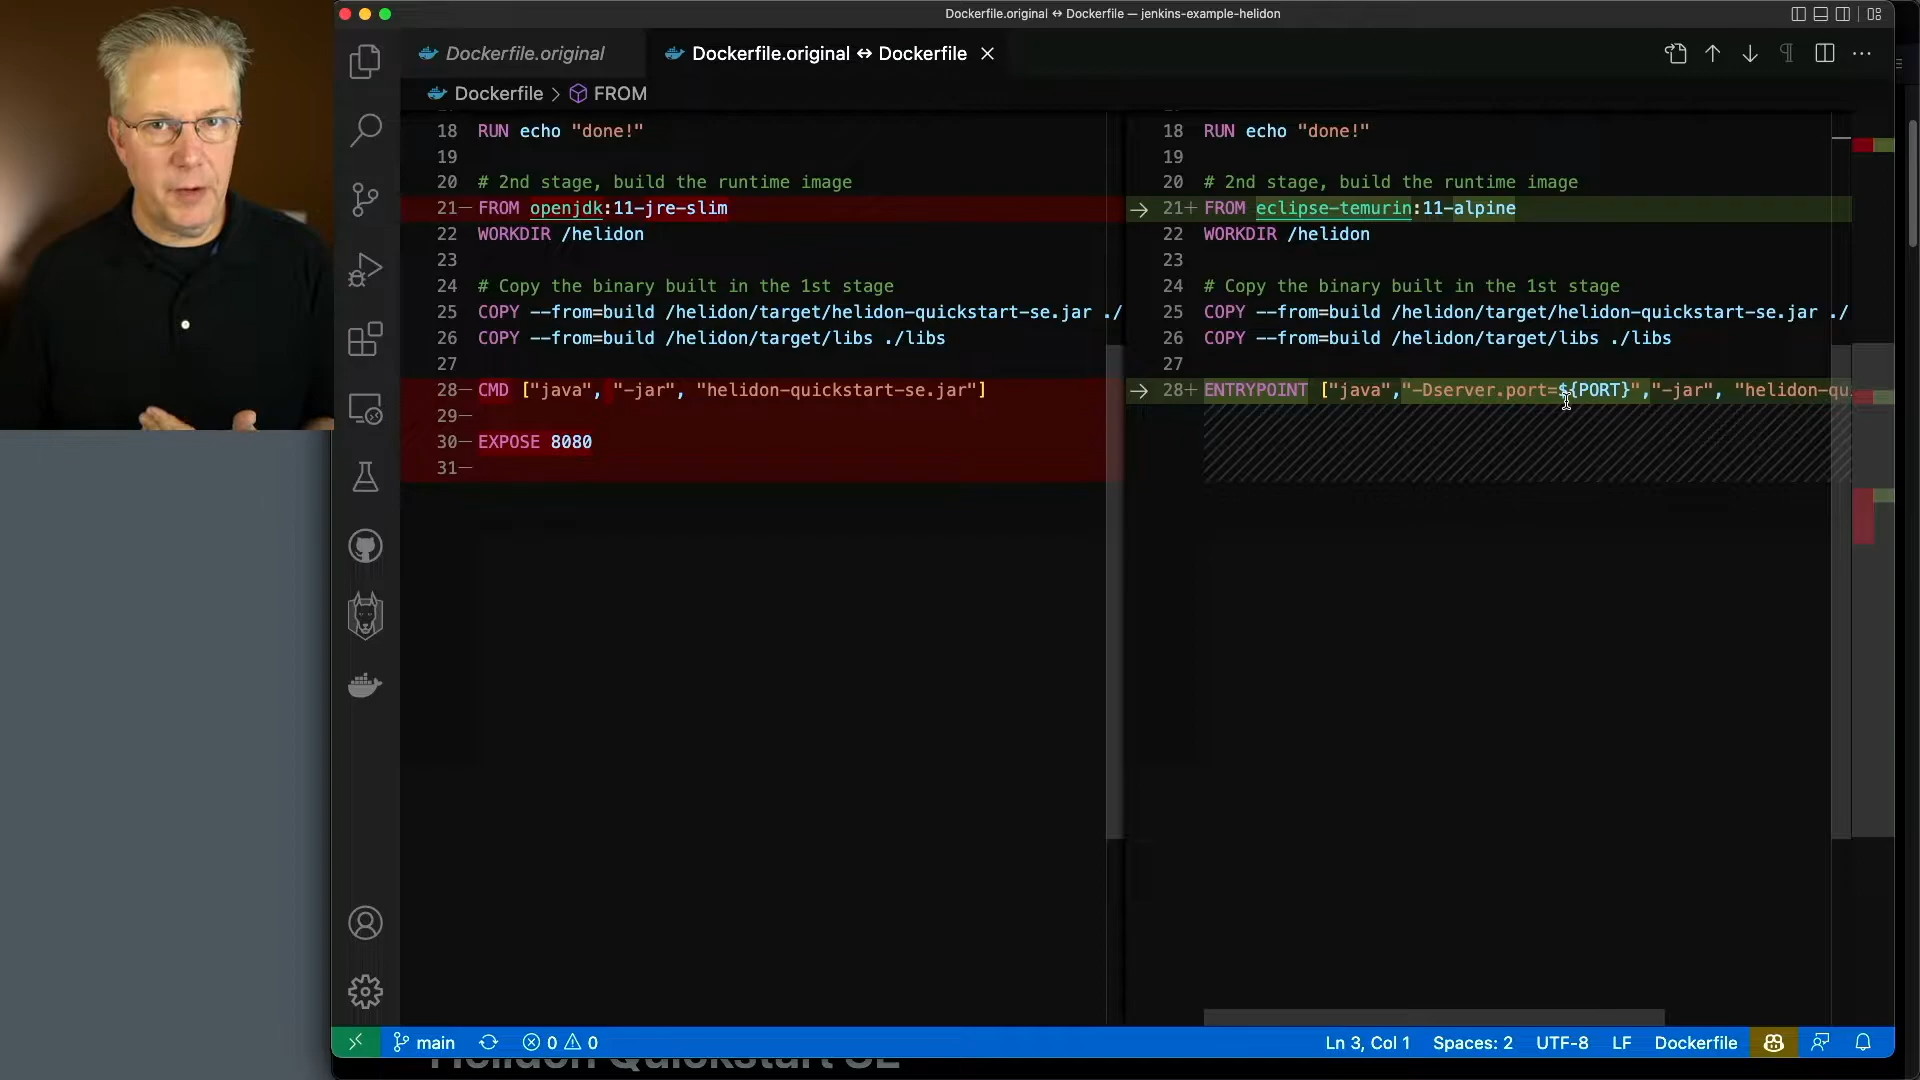 Dockerfile.original ↔ Dockerfile — jenkins-example-helidon
Dockerfile.original
Dockerfile.original ↔ Dockerfile
Dockerfile > FROM
18 RUN echo "done!"
19
20 # 2nd stage, build the runtime image
21— FROM openjdk:11-jre-slim
22 WORKDIR /helidon
23
24 # Copy the binary built in the 1st stage
25 COPY --from=build /helidon/target/helidon-quickstart-se.jar ./
26 COPY --from=build /helidon/target/libs ./libs
27
28— CMD ["java", "-jar", "helidon-quickstart-se.jar"]
29—
30— EXPOSE 8080
31—
18 RUN echo "done!"
19
20 # 2nd stage, build the runtime image
21+ FROM eclipse-temurin:11-alpine
22 WORKDIR /helidon
23
24 # Copy the binary built in the 1st stage
25 COPY --from=build /helidon/target/helidon-quickstart-se.jar ./
26 COPY --from=build /helidon/target/libs ./libs
27
28+ ENTRYPOINT ["java","-Dserver.port=${PORT}","-jar", "helidon-qu
main 0 0 Ln 3, Col 1 Spaces: 2 UTF-8 LF Dockerfile
Helidon Quickstart SE